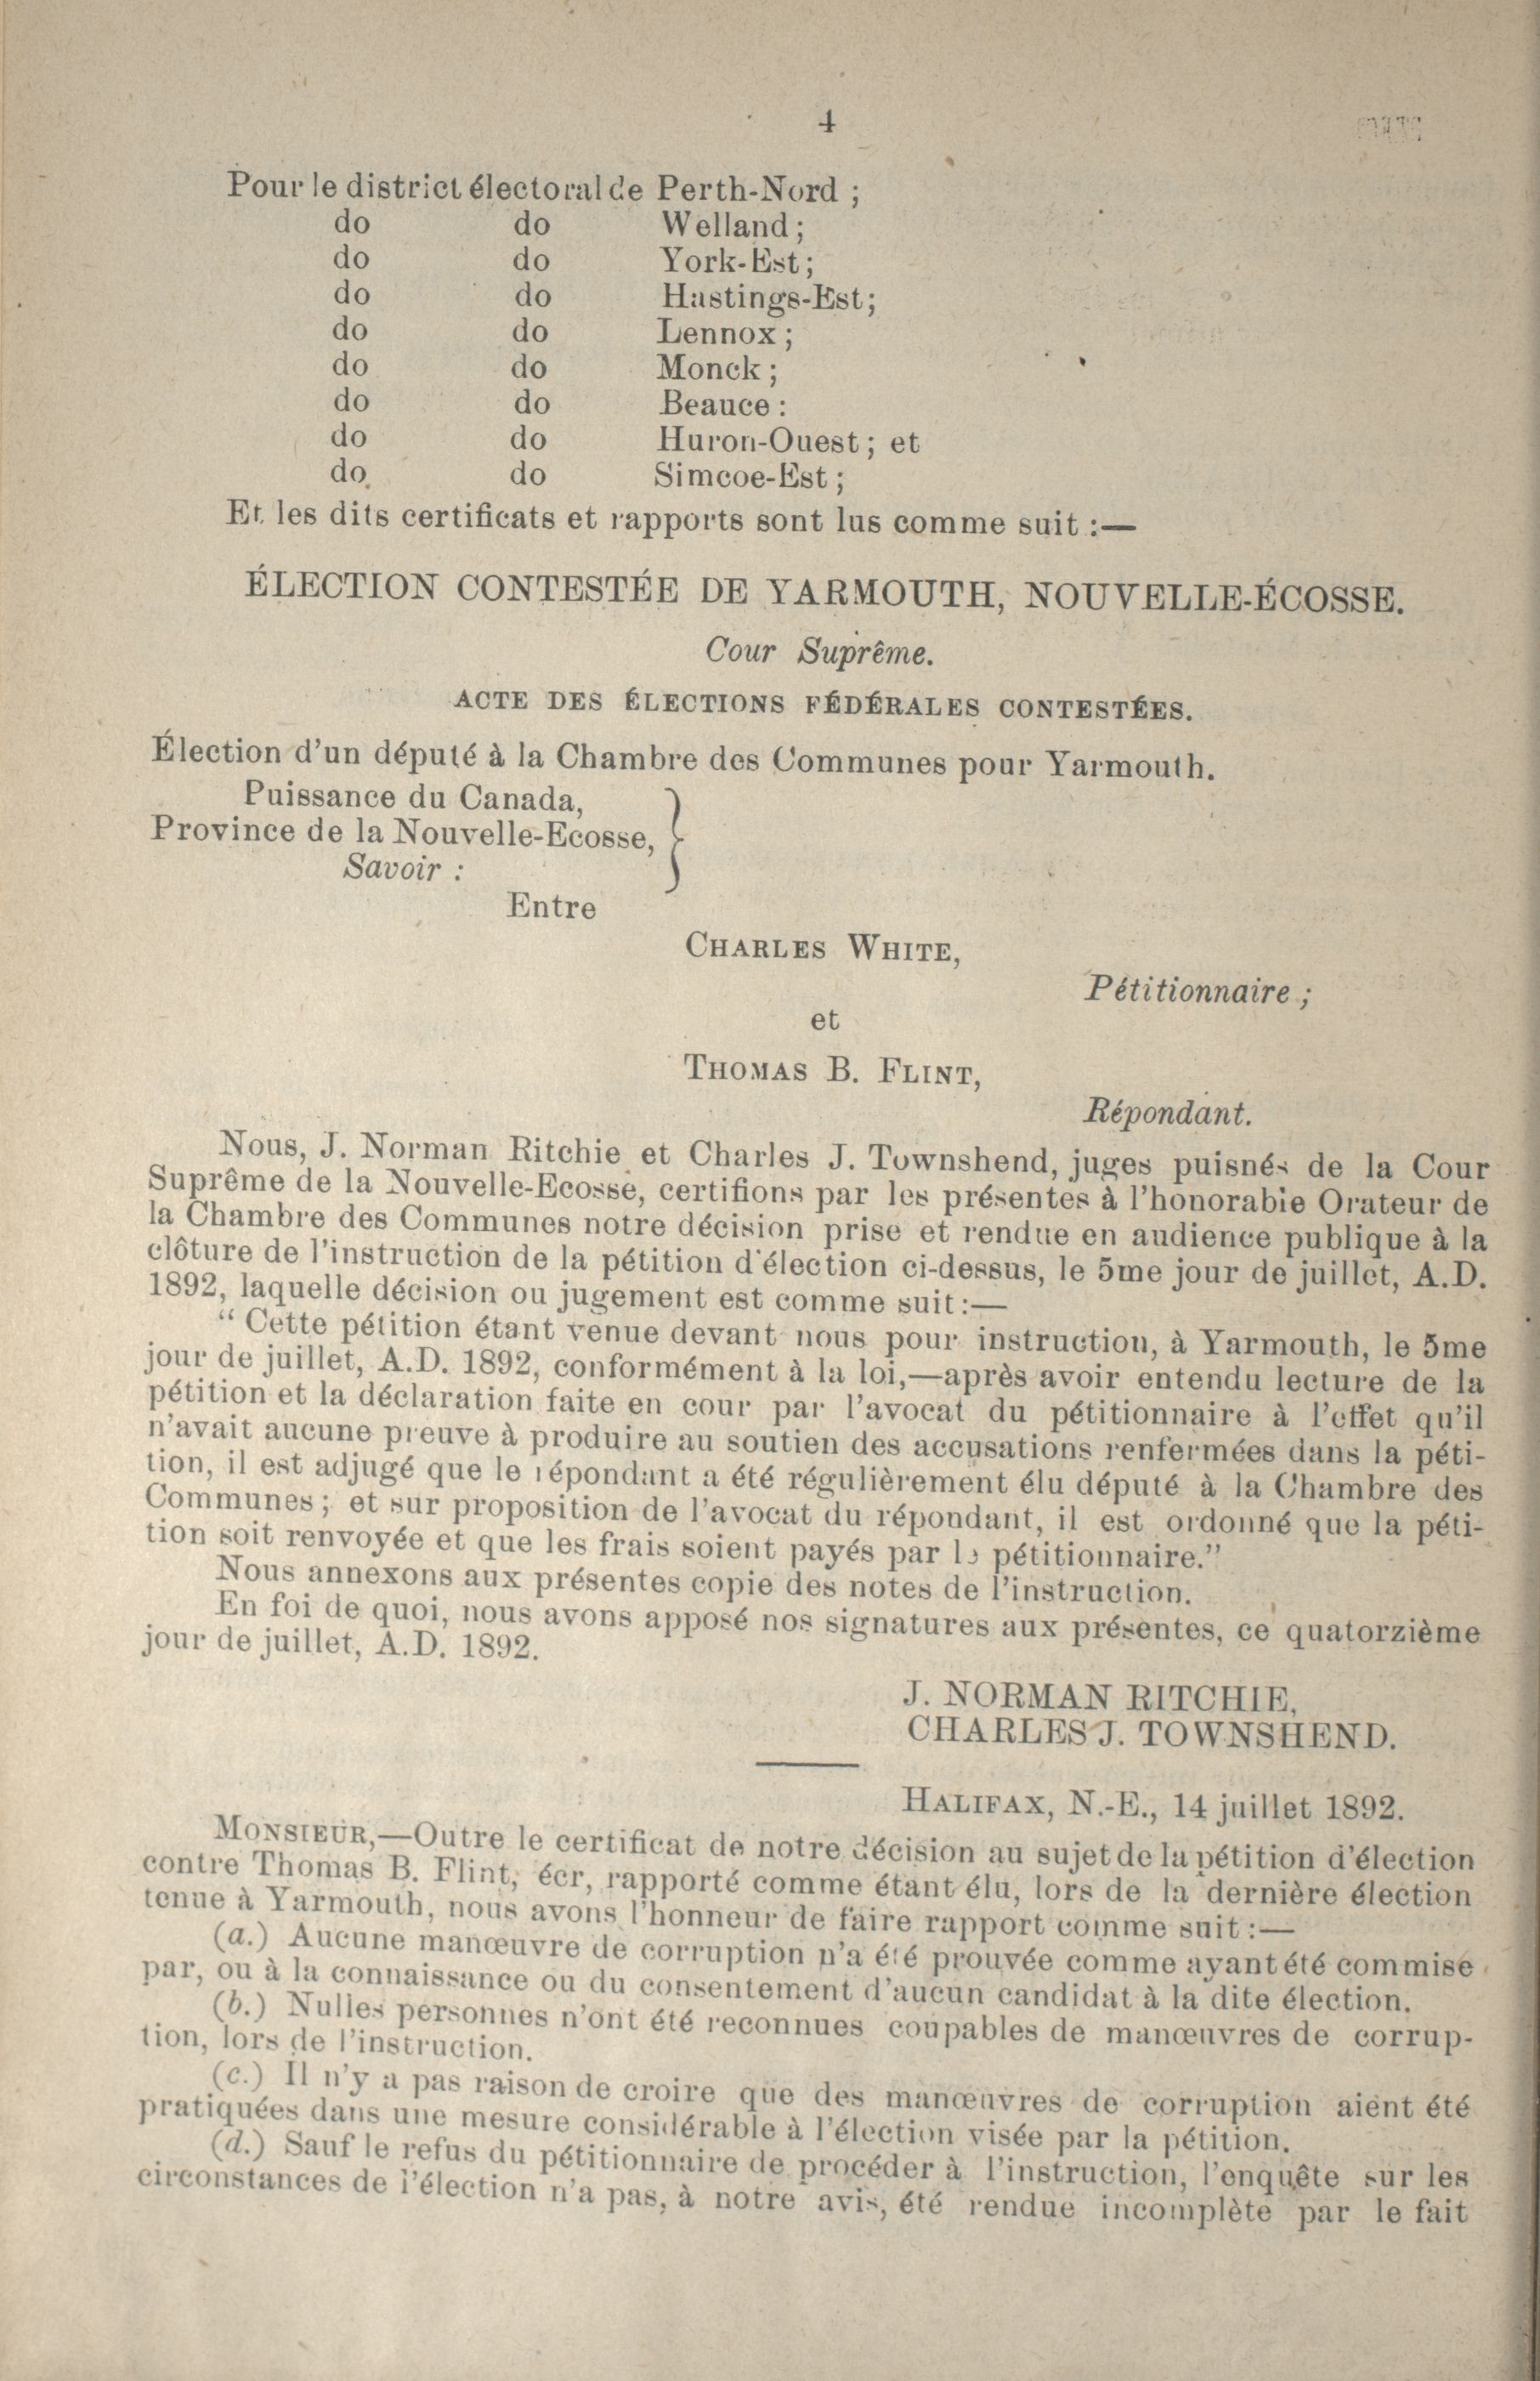 4
Pour le district électoral de Perth-Nord ;
do do Welland ;
do do York-Est ;
do do Hastings-Est ;
do do Lennox ;
do do Monck ;
do do Beauce :
do do Huron-Ouest ; et
do do Simcoe-Est ;
Et les dits certificats et rapports sont lus comme suit :—
ÉLECTION CONTESTÉE DE YARMOUTH, NOUVELLE-ÉCOSSE.
Cour Suprême.
ACTE DES ÉLECTIONS FÉDÉRALES CONTESTÉES.
Élection d'un député à la Chambre des Communes pour Yarmouth.
Puissance du Canada,
Province de la Nouvelle-Ecosse,
Savoir :
Entre
CHARLES WHITE,
Pétitionnaire ;
et
THOMAS B. FLINT,
Répondant.
Nous, J. Norman Ritchie et Charles J. Townshend, juges puisnés de la Cour
Suprême de la Nouvelle-Ecosse, certifions par les présentes à l'honorable Orateur de
la Chambre des Communes notre décision prise et rendue en audience publique à la
clôture de l'instruction de la pétition d'élection ci-dessus, le 5me jour de juillet, A.D.
1892, laquelle décision ou jugement est comme suit :—
“ Cette pétition étant venue devant nous pour instruction, à Yarmouth, le 5me
jour de juillet, A.D. 1892, conformément à la loi,—après avoir entendu lecture de la
pétition et la déclaration faite en cour par l'avocat du pétitionnaire à l'effet qu'il
n'avait aucune preuve à produire au soutien des accusations renfermées dans la péti-
tion, il est adjugé que le répondant a été régulièrement élu député à la Chambre des
Communes ; et sur proposition de l'avocat du répondant, il est ordonné que la péti-
tion soit renvoyée et que les frais soient payés par le pétitionnaire.”
Nous annexons aux présentes copie des notes de l'instruction.
En foi de quoi, nous avons apposé nos signatures aux présentes, ce quatorzième
jour de juillet, A.D. 1892.
J. NORMAN RITCHIE,
CHARLES J. TOWNSHEND.
HALIFAX, N.-E., 14 juillet 1892.
MONSIEUR,—Outre le certificat de notre décision au sujet de la pétition d'élection
contre Thomas B. Flint, écr, rapporté comme étant élu, lors de la dernière élection
tenue à Yarmouth, nous avons l'honneur de faire rapport comme suit :—
(a.) Aucune manœuvre de corruption n'a été prouvée comme ayant été commise
par, ou à la connaissance ou du consentement d'aucun candidat à la dite élection.
(b.) Nulles personnes n'ont été reconnues coupables de manœuvres de corrup-
tion, lors de l'instruction.
(c.) Il n'y a pas raison de croire que des manœuvres de corruption aient été
pratiquées dans une mesure considérable à l'élection visée par la pétition.
(d.) Sauf le refus du pétitionnaire de procéder à l'instruction, l'enquête sur les
circonstances de l'élection n'a pas, à notre avis, été rendue incomplète par le fait